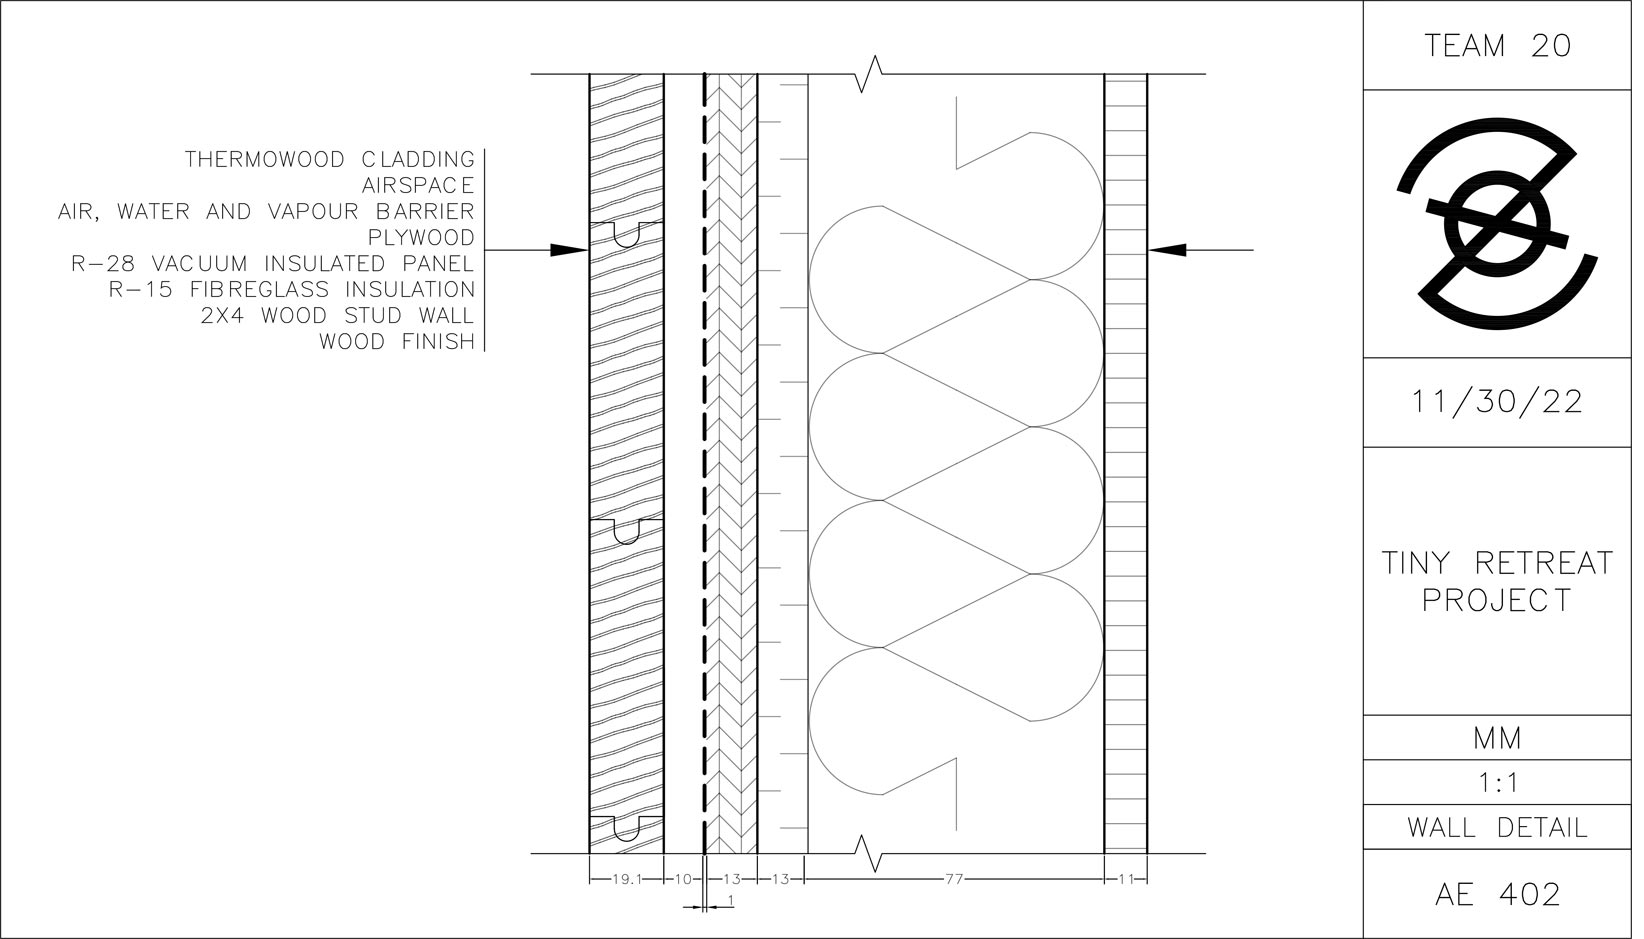 THERMOWOOD CLADDING
AIRSPACE
AIR, WATER AND VAPOUR BARRIER
PLYWOOD
R-28 VACUUM INSULATED PANEL
R-15 FIBREGLASS INSULATION
2X4 WOOD STUD WALL
WOOD FINISH
19.1 10 13 13 77 11
1
TEAM 20
11/30/22
TINY RETREAT
PROJECT
MM
1:1
WALL DETAIL
AE 402